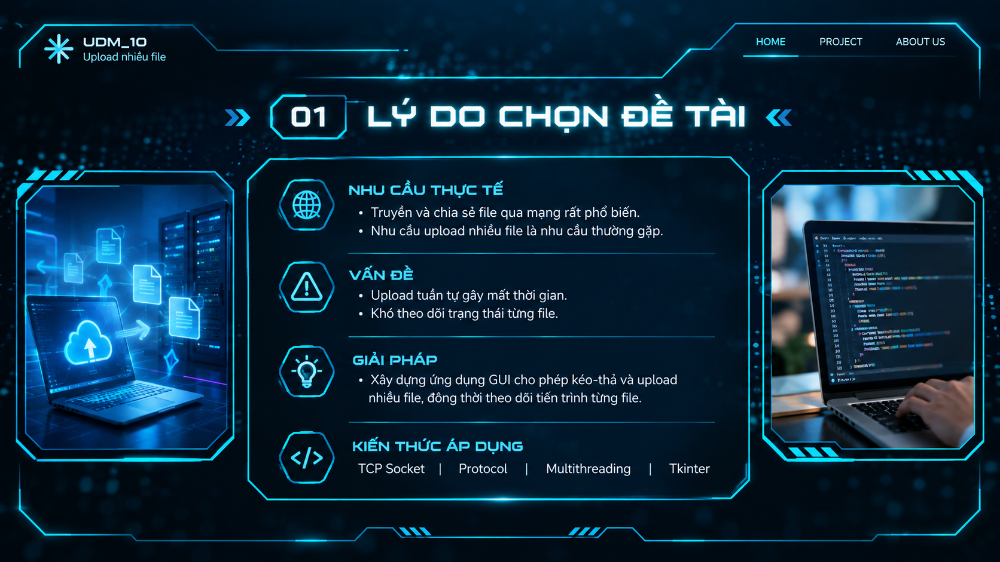 UDM_10
Upload nhiều file
HOME
PROJECT
ABOUT US
01
LÝ DO CHỌN ĐỀ TÀI
NHU CẦU THỰC TẾ
• Truyền và chia sẻ file qua mạng rất phổ biến.
• Nhu cầu upload nhiều file là nhu cầu thường gặp.
VẤN ĐỀ
• Upload tuần tự gây mất thời gian.
• Khó theo dõi trạng thái từng file.
GIẢI PHÁP
• Xây dựng ứng dụng GUI cho phép kéo-thả và upload
nhiều file, đông thời theo dõi tiến trình từng file.
KIẾN THỨC ÁP DỤNG
TCP Socket | Protocol | Multithreading | Tkinter